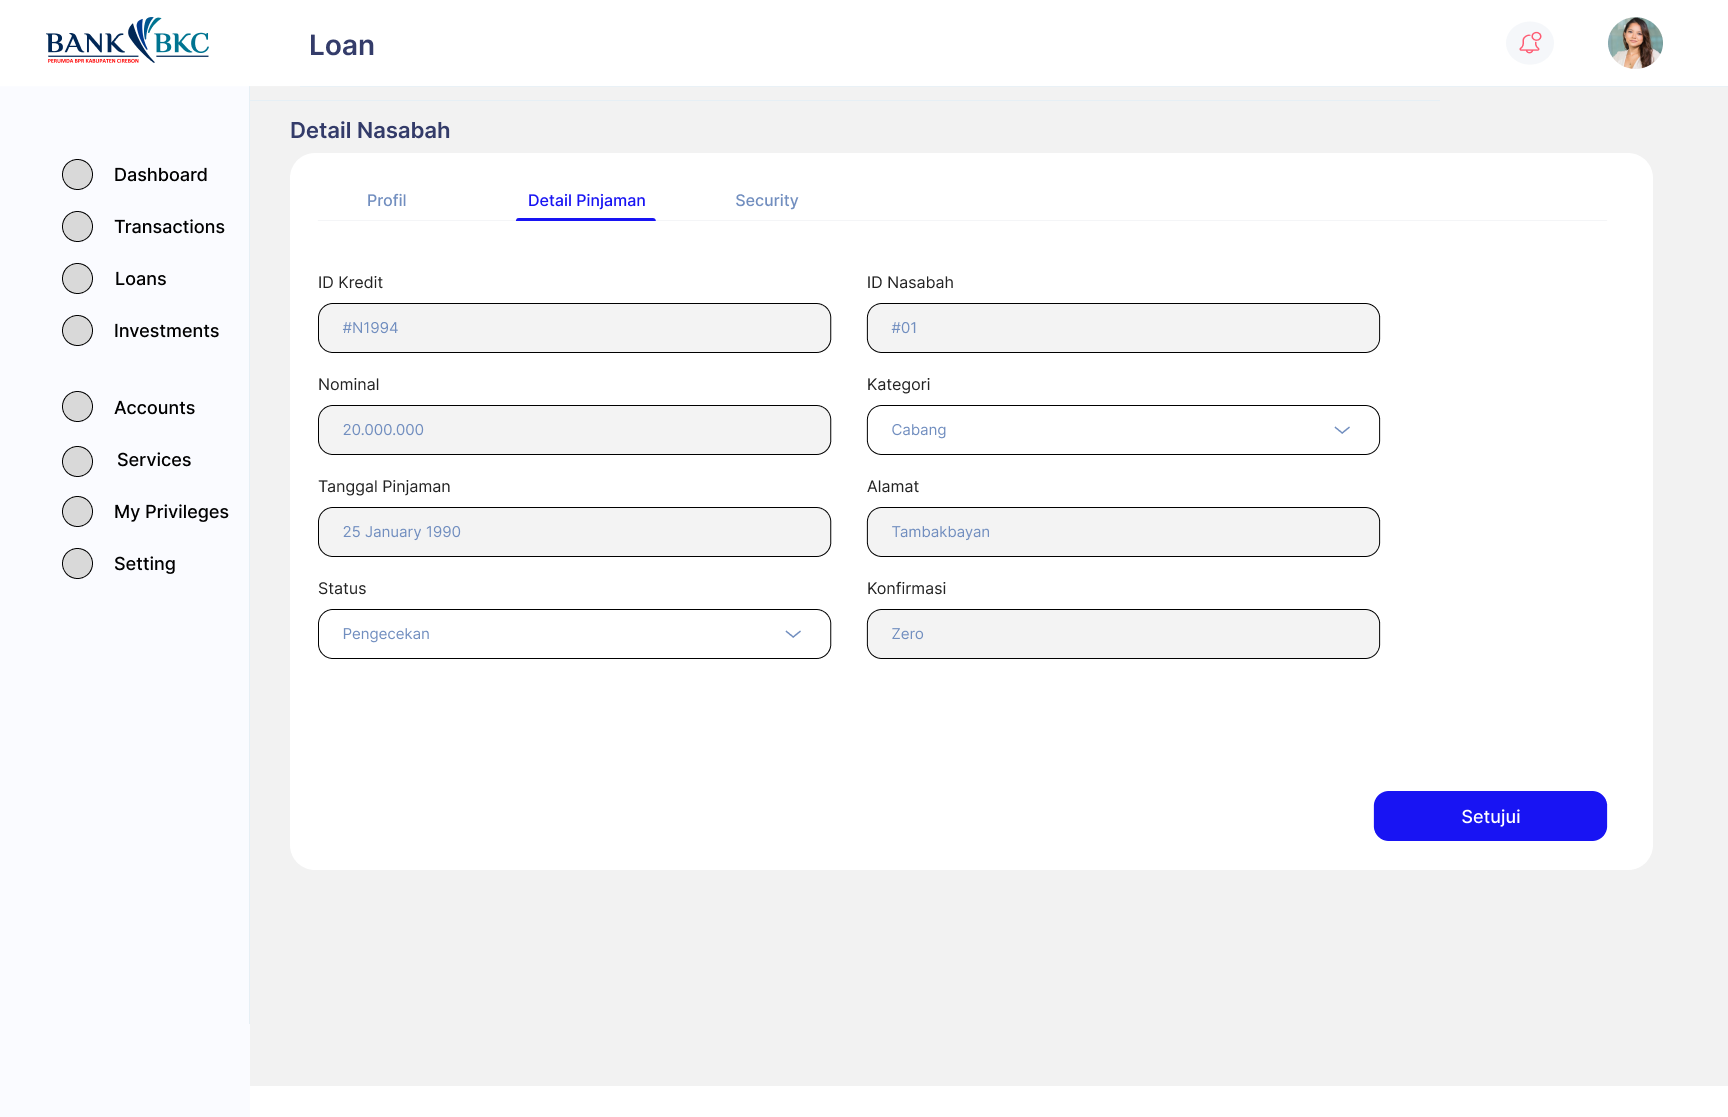 BANK BKC
PERUMDA BPR KABUPATEN CIREBON
Loan
Dashboard
Transactions
Loans
Investments
Accounts
Services
My Privileges
Setting
Detail Nasabah
Profil
Detail Pinjaman
Security
ID Kredit
ID Nasabah
#N1994
#01
Nominal
Kategori
20.000.000
Cabang
Tanggal Pinjaman
Alamat
25 January 1990
Tambakbayan
Status
Konfirmasi
Pengecekan
Zero
Setujui